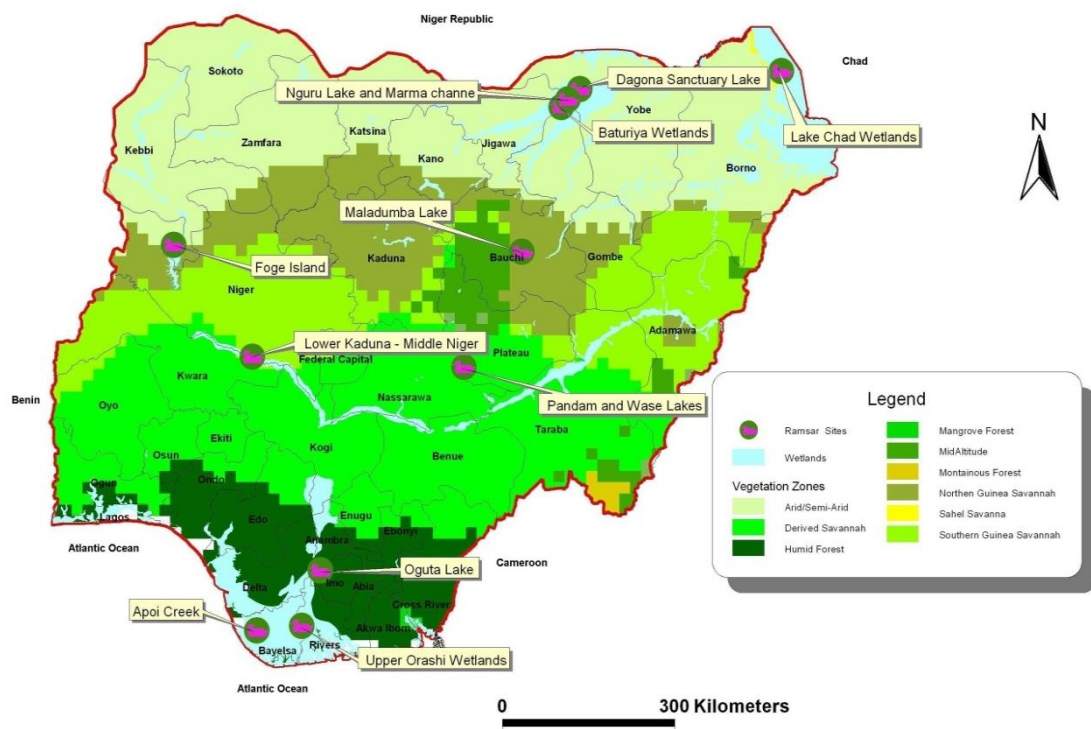 Niger Republic
Chad
Sokoto
Dagona Sanctuary Lake
Nguru Lake and Marma channe
Yobe
Katsina
Baturiya Wetlands
Lake Chad Wetlands
N
Kebbi
Zamfara
Jigawa
Kano
Borno
Maladumba Lake
Foge Island
Kaduna
Bauchi
Gombe
Niger
Adamawa
Lower Kaduna - Middle Niger
Federal Capital
Plateau
Kwara
Benin
Oyo
Nassarawa
Pandam and Wase Lakes
Taraba
Ekiti
Kogi
Benue
Osun
Ogun
Ondo
Lagos
Edo
Enugu
Ebonyi
Anambra
Atlantic Ocean
Oguta Lake
Cameroon
Delta
Imo
Abia
Cross River
Apoi Creek
Akwa Ibom
Bayelsa
Rivers
Upper Orashi Wetlands
Atlantic Ocean
0 300 Kilometers
Legend
Ramsar Sites
Wetlands
Vegetation Zones
Arid/Semi-Arid
Derived Savannah
Humid Forest
Mangrove Forest
MidAltitude
Montainous Forest
Northen Guinea Savannah
Sahel Savanna
Southern Guinea Savannah